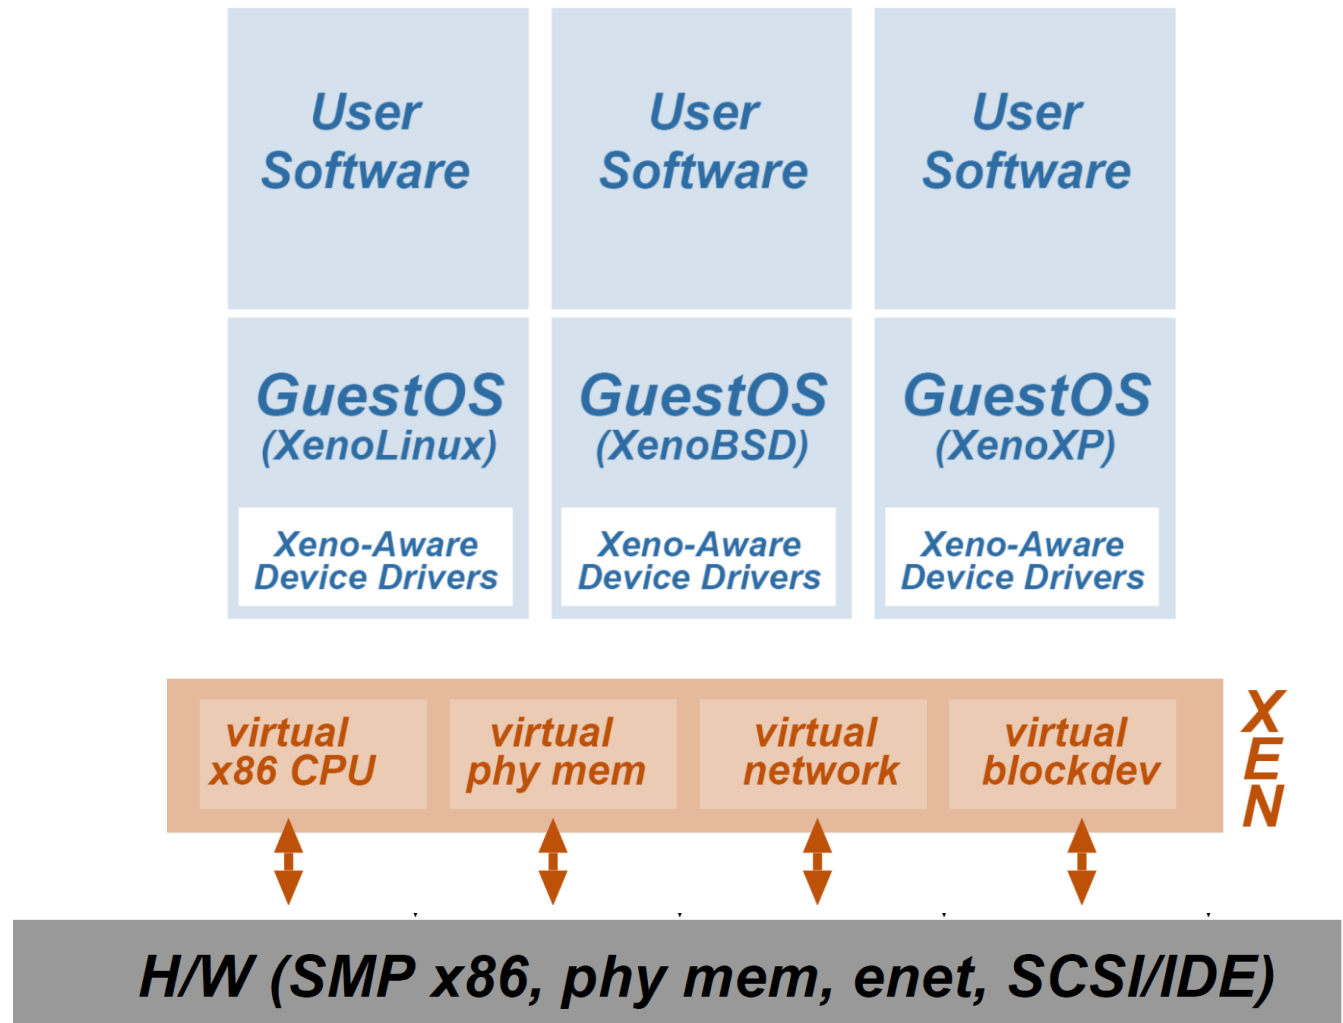 User
Software
User
Software
User
Software
GuestOS
(XenoLinux)
GuestOS
(XenoBSD)
GuestOS
(XenoXP)
Xeno-Aware
Device Drivers
Xeno-Aware
Device Drivers
Xeno-Aware
Device Drivers
virtual
x86 CPU
virtual
phy mem
virtual
network
virtual
blockdev
X
E
N
H/W (SMP x86, phy mem, enet, SCSI/IDE)